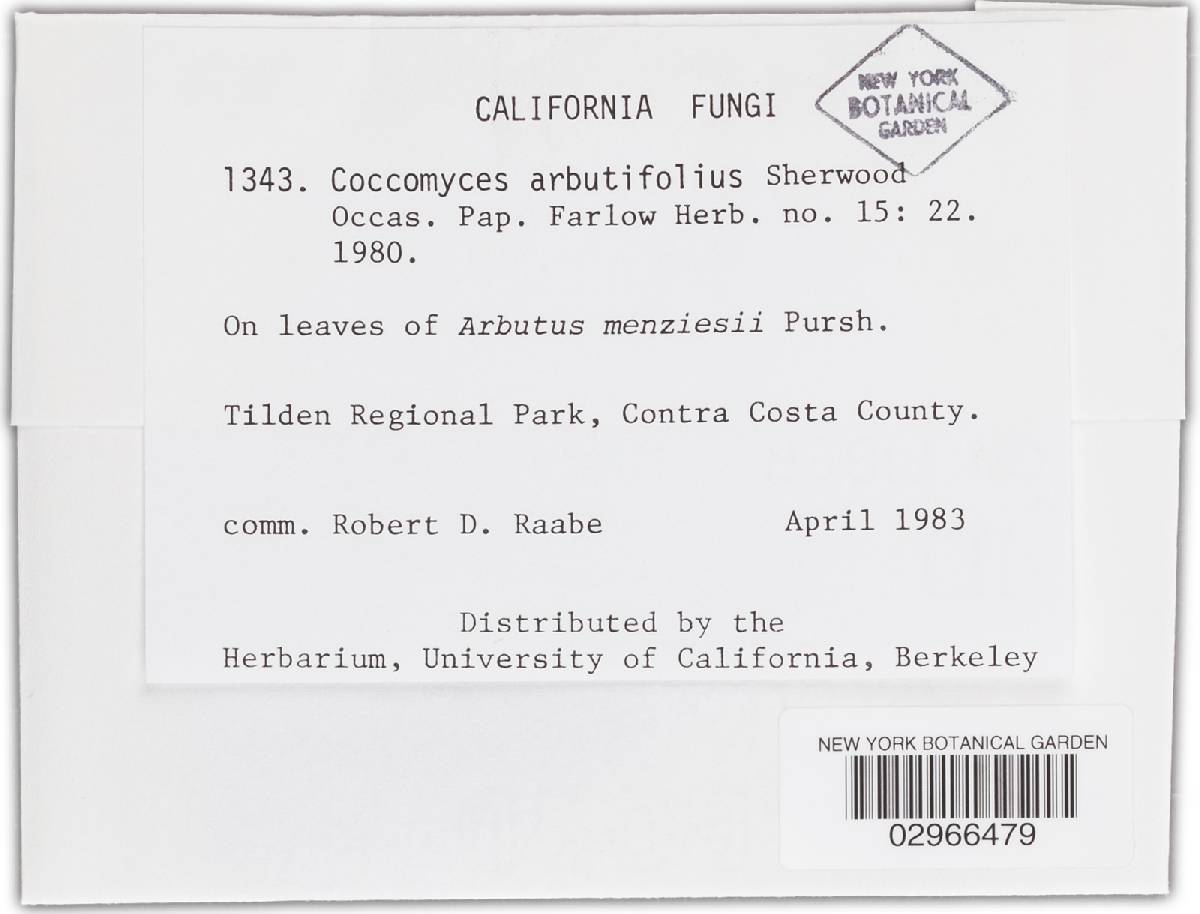 NEW YORK
BOTANICAL
GARDEN
CALIFORNIA FUNGI
1343. Coccomyces arbutifolius Sherwood
Occas. Pap. Farlow Herb. no. 15: 22.
1980.
On leaves of Arbutus menziesii Pursh.
Tilden Regional Park, Contra Costa County.
comm. Robert D. Raabe April 1983
Distributed by the
Herbarium, University of California, Berkeley
NEW YORK BOTANICAL GARDEN
02966479